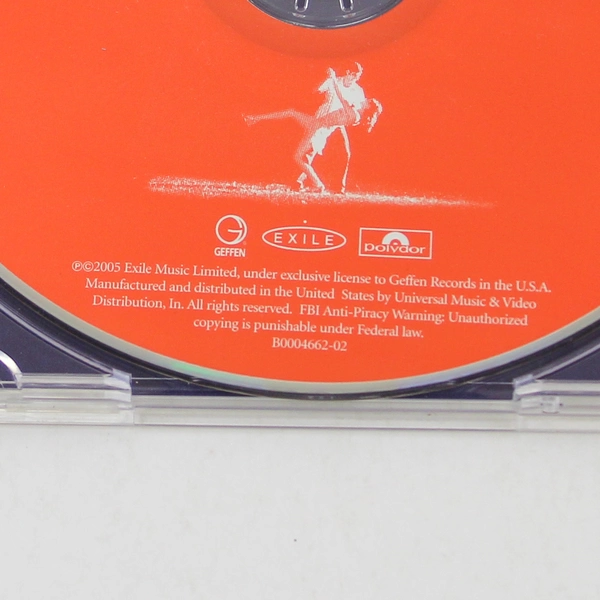 GEFFEN
EXILE
polydor
℗©2005 Exile Music Limited, under exclusive license to Geffen Records in the U.S.A.
Manufactured and distributed in the United States by Universal Music & Video
Distribution, In. All rights reserved. FBI Anti-Piracy Warning: Unauthorized
copying is punishable under Federal law.
B0004662-02